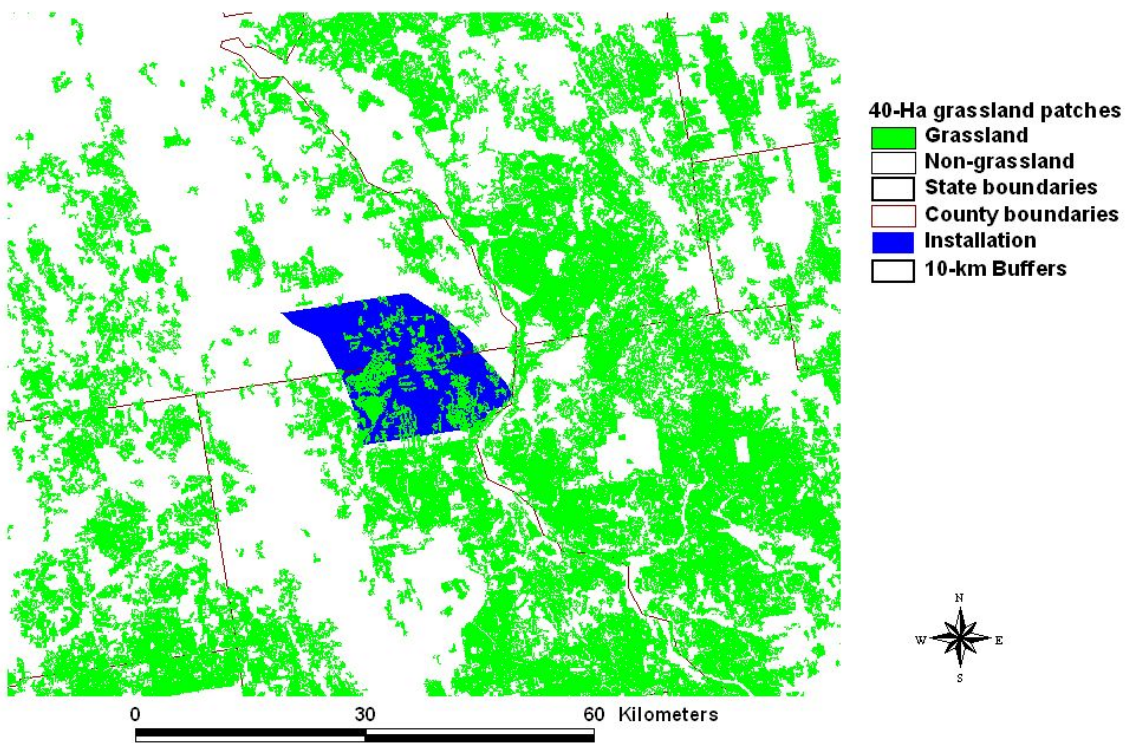 40-Ha grassland patches
Grassland
Non-grassland
State boundaries
County boundaries
Installation
10-km Buffers
N
W E
S
0 30 60 Kilometers